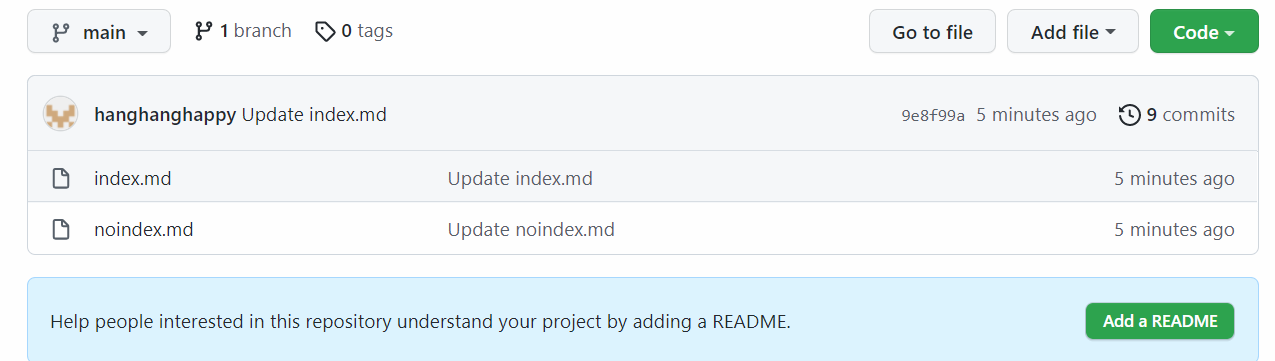 main 1 branch 0 tags Go to file Add file Code
hanghanghappy Update index.md 9e8f99a 5 minutes ago 9 commits
index.md Update index.md 5 minutes ago
noindex.md Update noindex.md 5 minutes ago
Help people interested in this repository understand your project by adding a README. Add a README